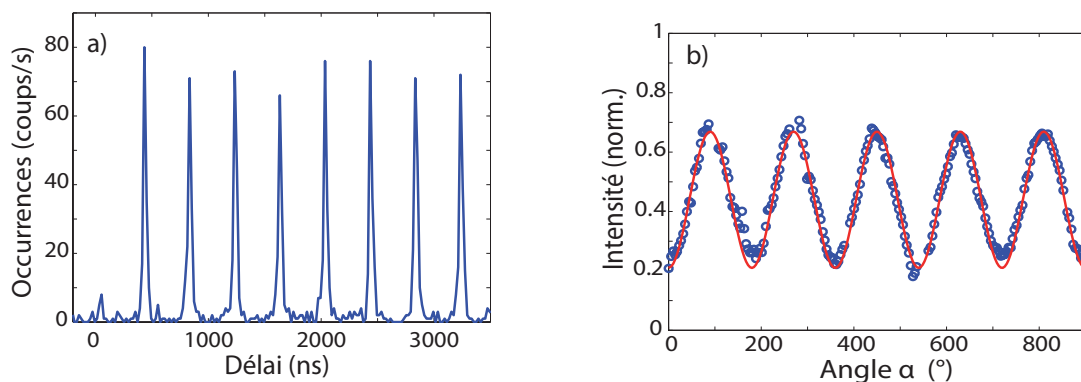 a)
80
60
40
20
0
0 1000 2000 3000
Délai (ns)
Occurrences (coups/s)
b)
1
0.8
0.6
0.4
0.2
0
0 200 400 600 800
Angle α (°)
Intensité (norm.)